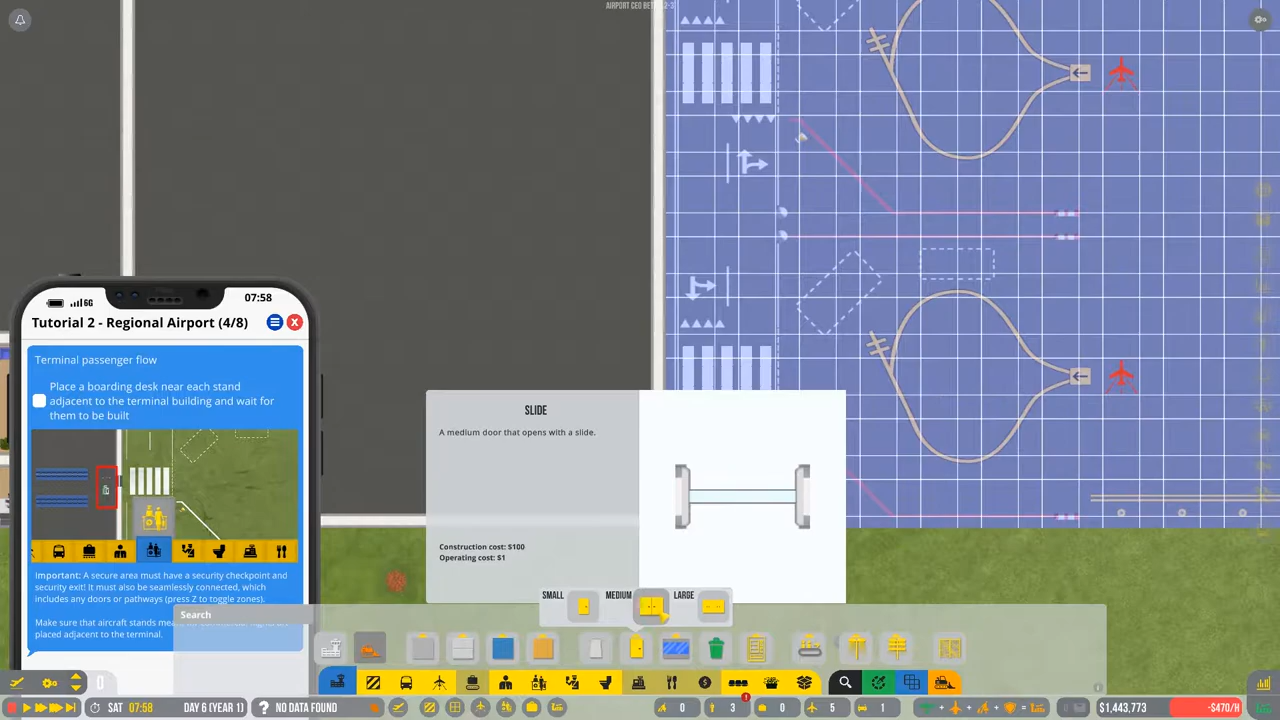 AIRPORT CEO BETA
6G
07:58
Tutorial 2 - Regional Airport (4/8)
Terminal passenger flow
Place a boarding desk near each stand
adjacent to the terminal building and wait for
them to be built
Important: A secure area must have a security checkpoint and
security exit! It must also be seamlessly connected, which
includes any doors or pathways (press Z to toggle zones).
Make sure that aircraft stands
placed adjacent to the terminal.
SLIDE
A medium door that opens with a slide.
Construction cost: $100
Operating cost: $1
SMALL
MEDIUM
LARGE
Search
0
SAT 07:58
DAY 6 (YEAR 1)
? NO DATA FOUND
0
3
0
5
1
$1,443,773
-$470/H